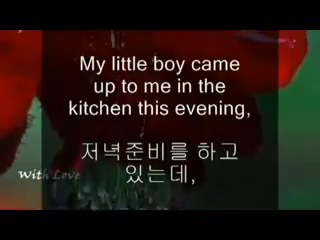 My little boy came
up to me in the
kitchen this evening,
저녁준비를 하고
있는데,
With Love